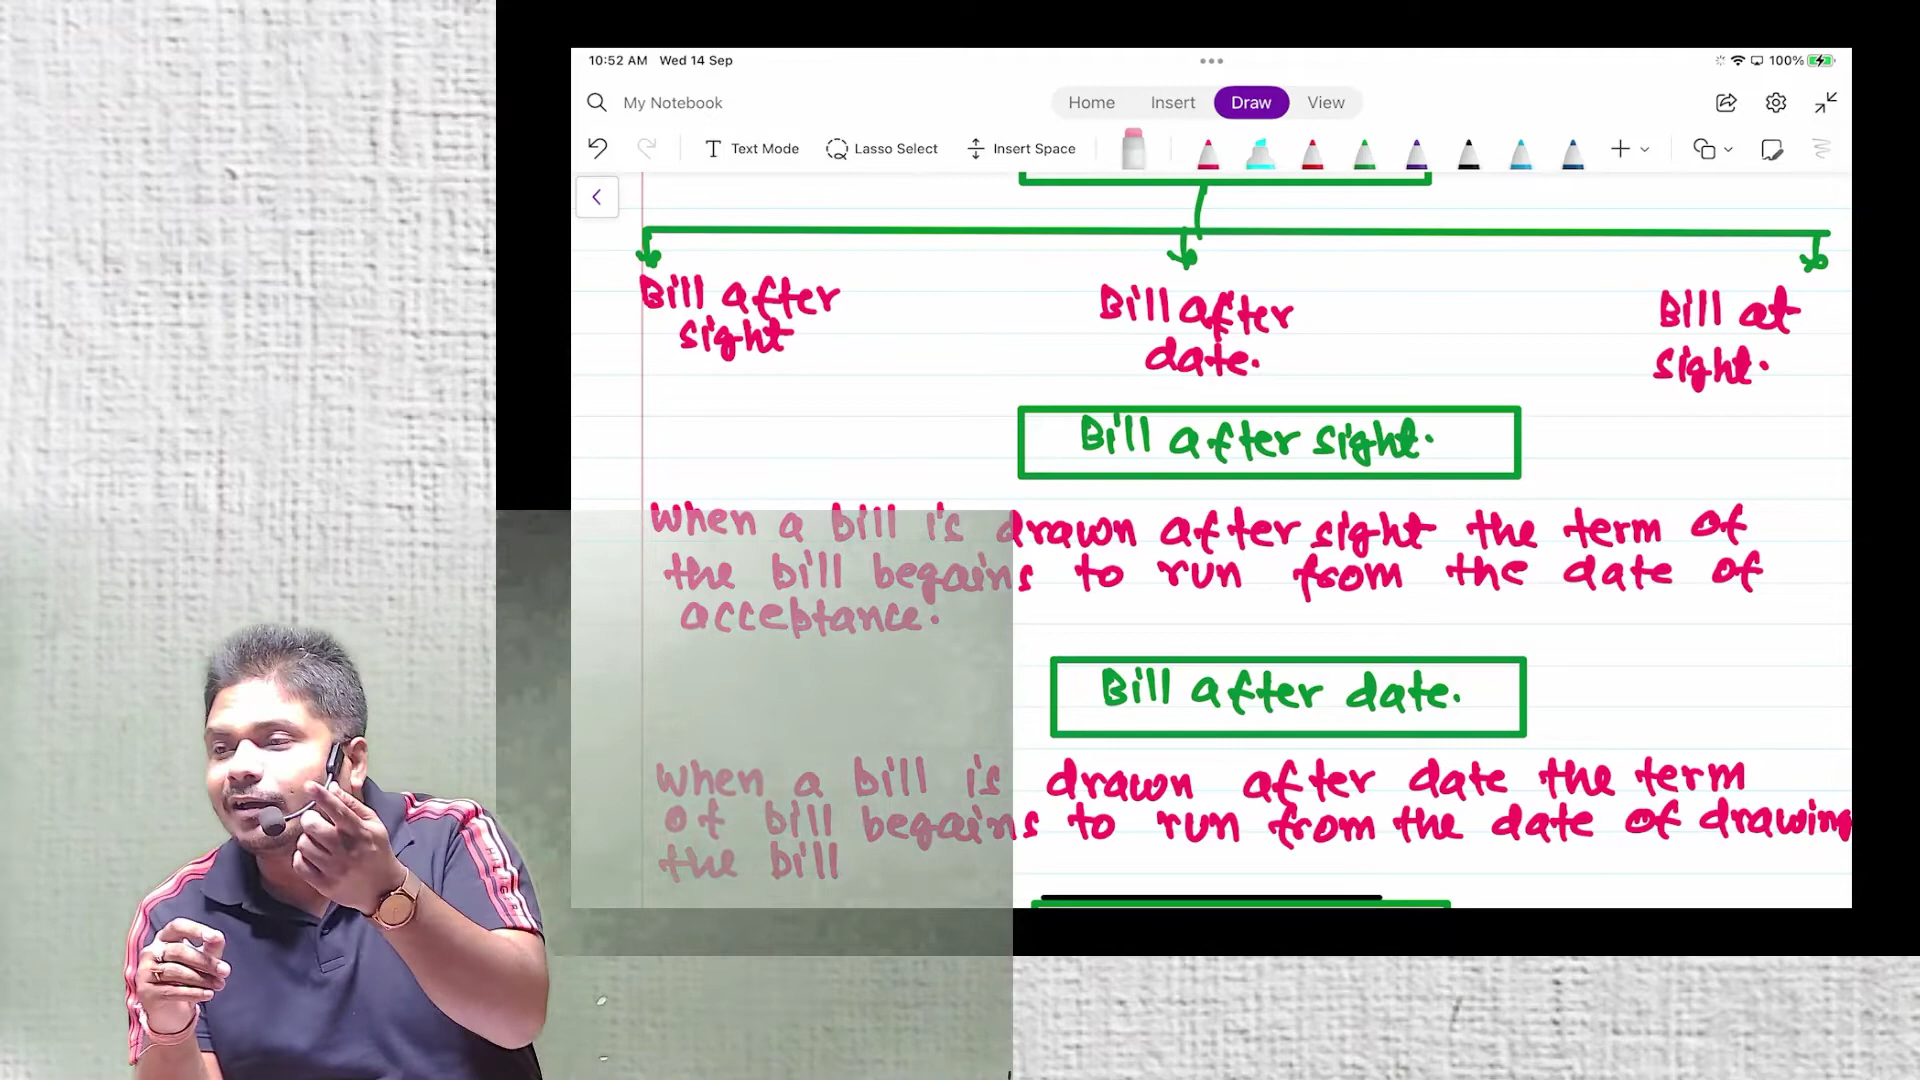 10:52 AM Wed 14 Sep
100%
My Notebook
Home Insert Draw View
Text Mode Lasso Select Insert Space
Bill after
sight
Bill after
date.
Bill at
sight.
Bill after sight.
When a bill is drawn after sight the term of
the bill begains to run from the date of
acceptance.
Bill after date.
When a bill is drawn after date the term
of bill begains to run from the date of drawing
the bill